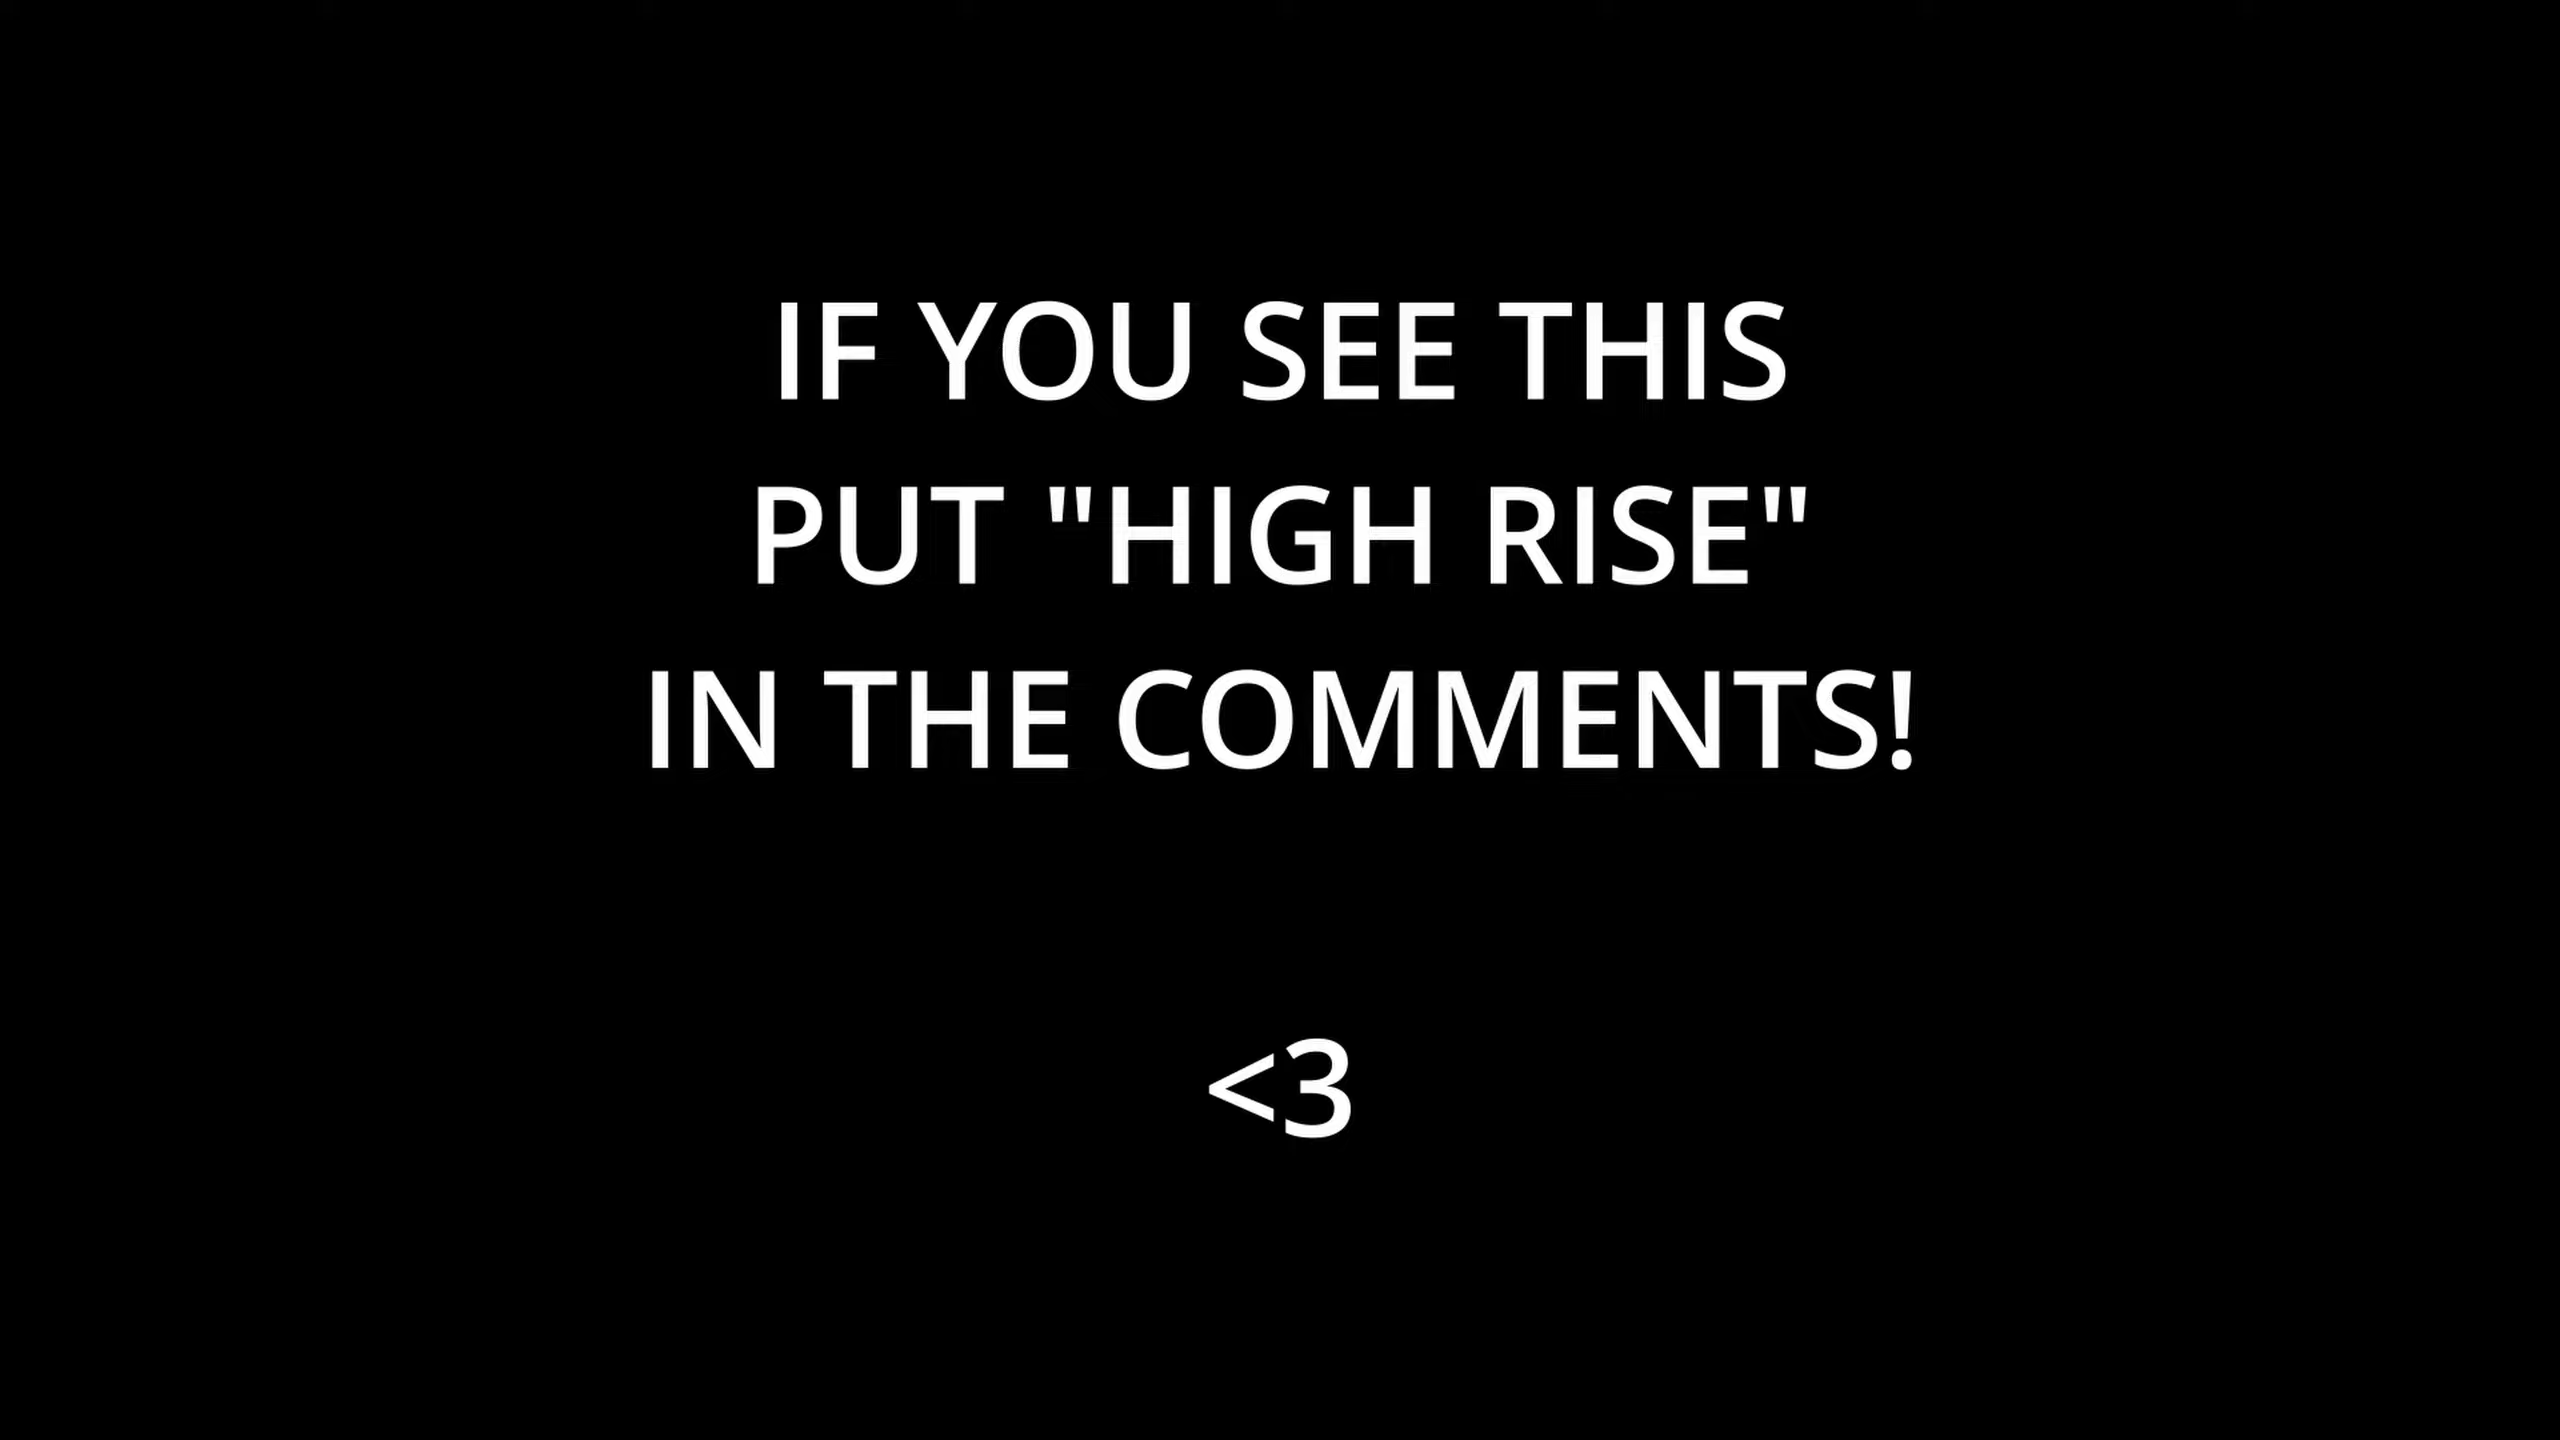 IF YOU SEE THIS
PUT "HIGH RISE"
IN THE COMMENTS!
<3